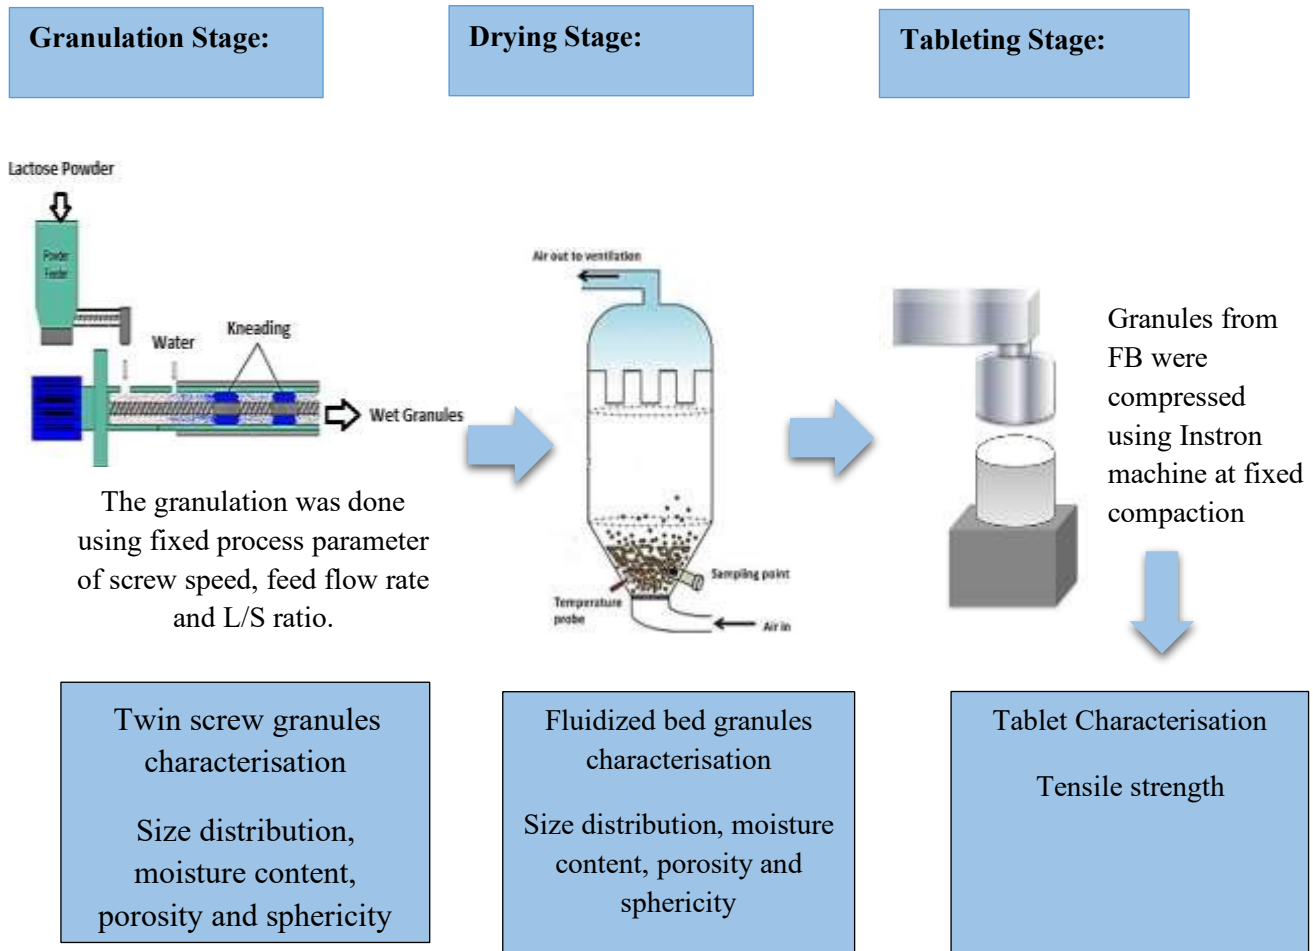 Granulation Stage:
Drying Stage:
Tableting Stage:
Lactose Powder
Powder
Feeder
Water
Kneading
Wet Granules
The granulation was done
using fixed process parameter
of screw speed, feed flow rate
and L/S ratio.
Air out to ventilation
Sampling point
Temperature
probe
Air in
Granules from
FB were
compressed
using Instron
machine at fixed
compaction
Twin screw granules
characterisation
Size distribution,
moisture content,
porosity and sphericity
Fluidized bed granules
characterisation
Size distribution, moisture
content, porosity and
sphericity
Tablet Characterisation
Tensile strength